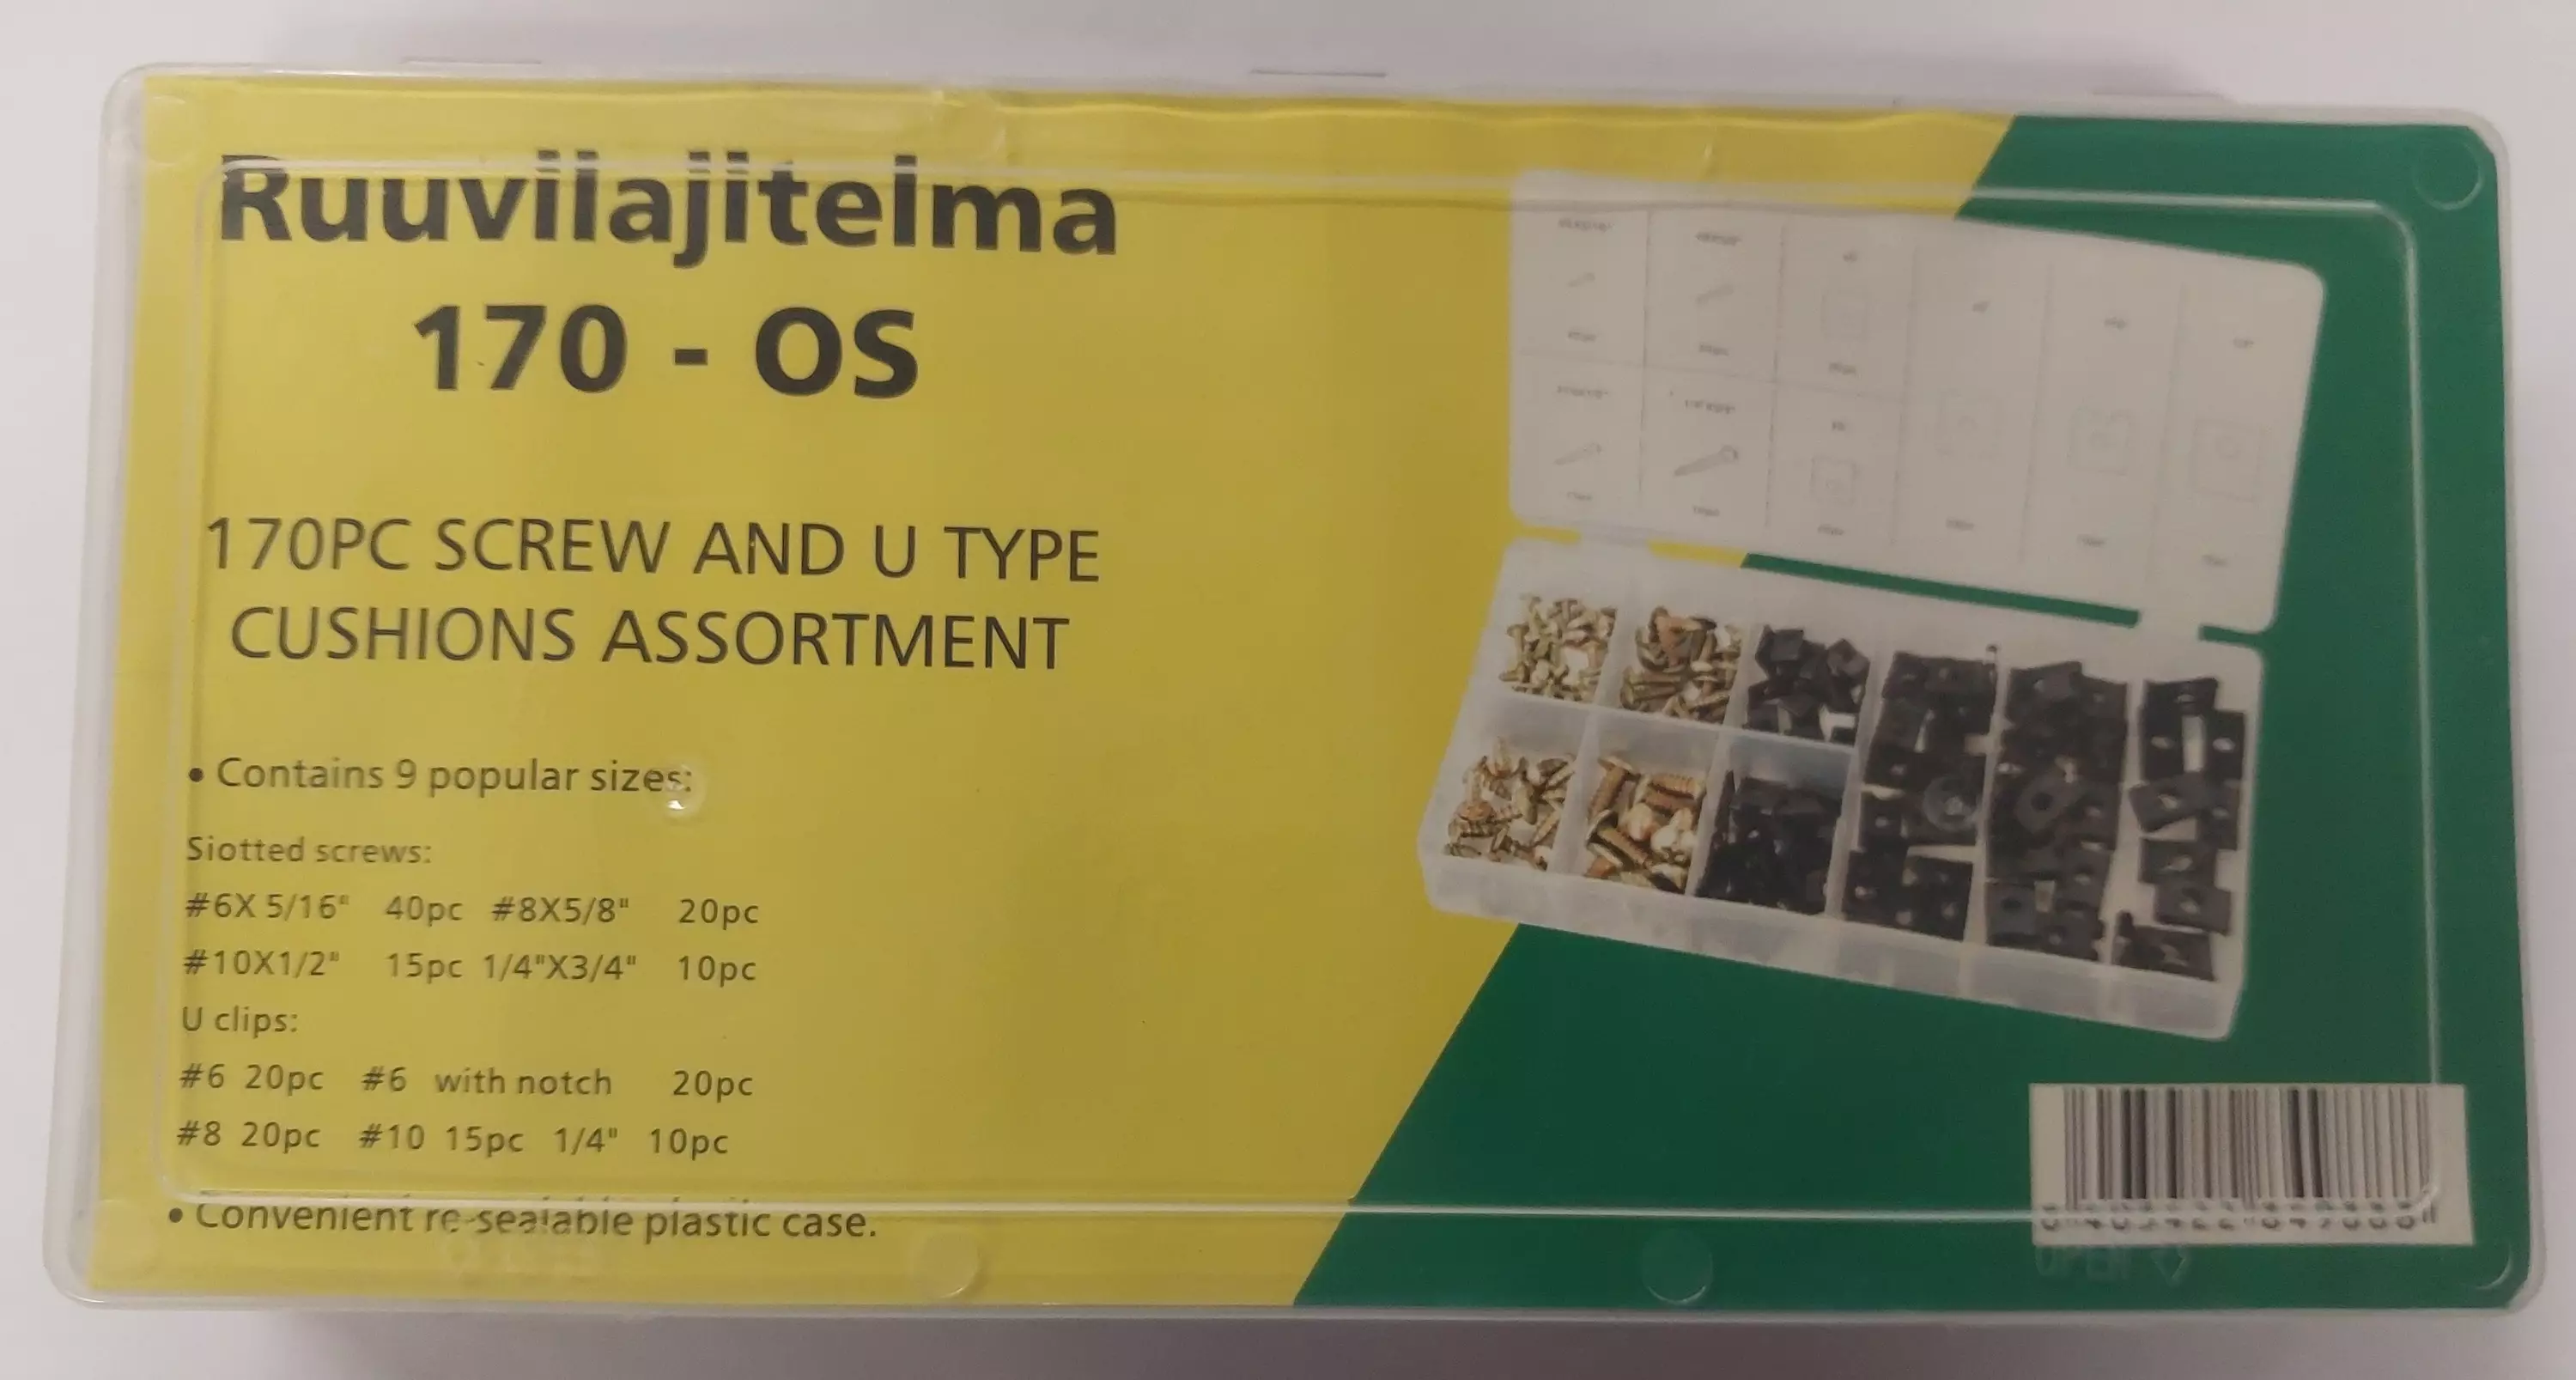 Ruuvilajitelma
170 - OS
170PC SCREW AND U TYPE
CUSHIONS ASSORTMENT
• Contains 9 popular sizes:
Siotted screws:
#6X 5/16" 40pc #8X5/8" 20pc
#10X1/2" 15pc 1/4"X3/4" 10pc
U clips:
#6 20pc #6 with notch 20pc
#8 20pc #10 15pc 1/4" 10pc
• Convenient re-sealable plastic case.
OPEN